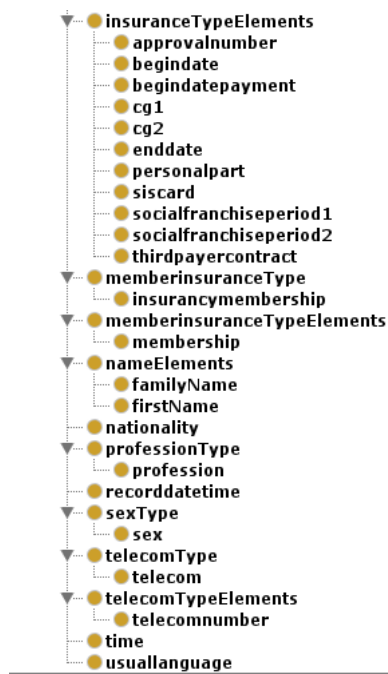 insuranceTypeElements
approvalnumber
begindate
begindatepayment
cg1
cg2
enddate
personalpart
siscard
socialfranchiseperiod1
socialfranchiseperiod2
thirdpayercontract
memberinsuranceType
insurancymembership
memberinsuranceTypeElements
membership
nameElements
familyName
firstName
nationality
professionType
profession
recorddatetime
sexType
sex
telecomType
telecom
telecomTypeElements
telecomnumber
time
usuallanguage